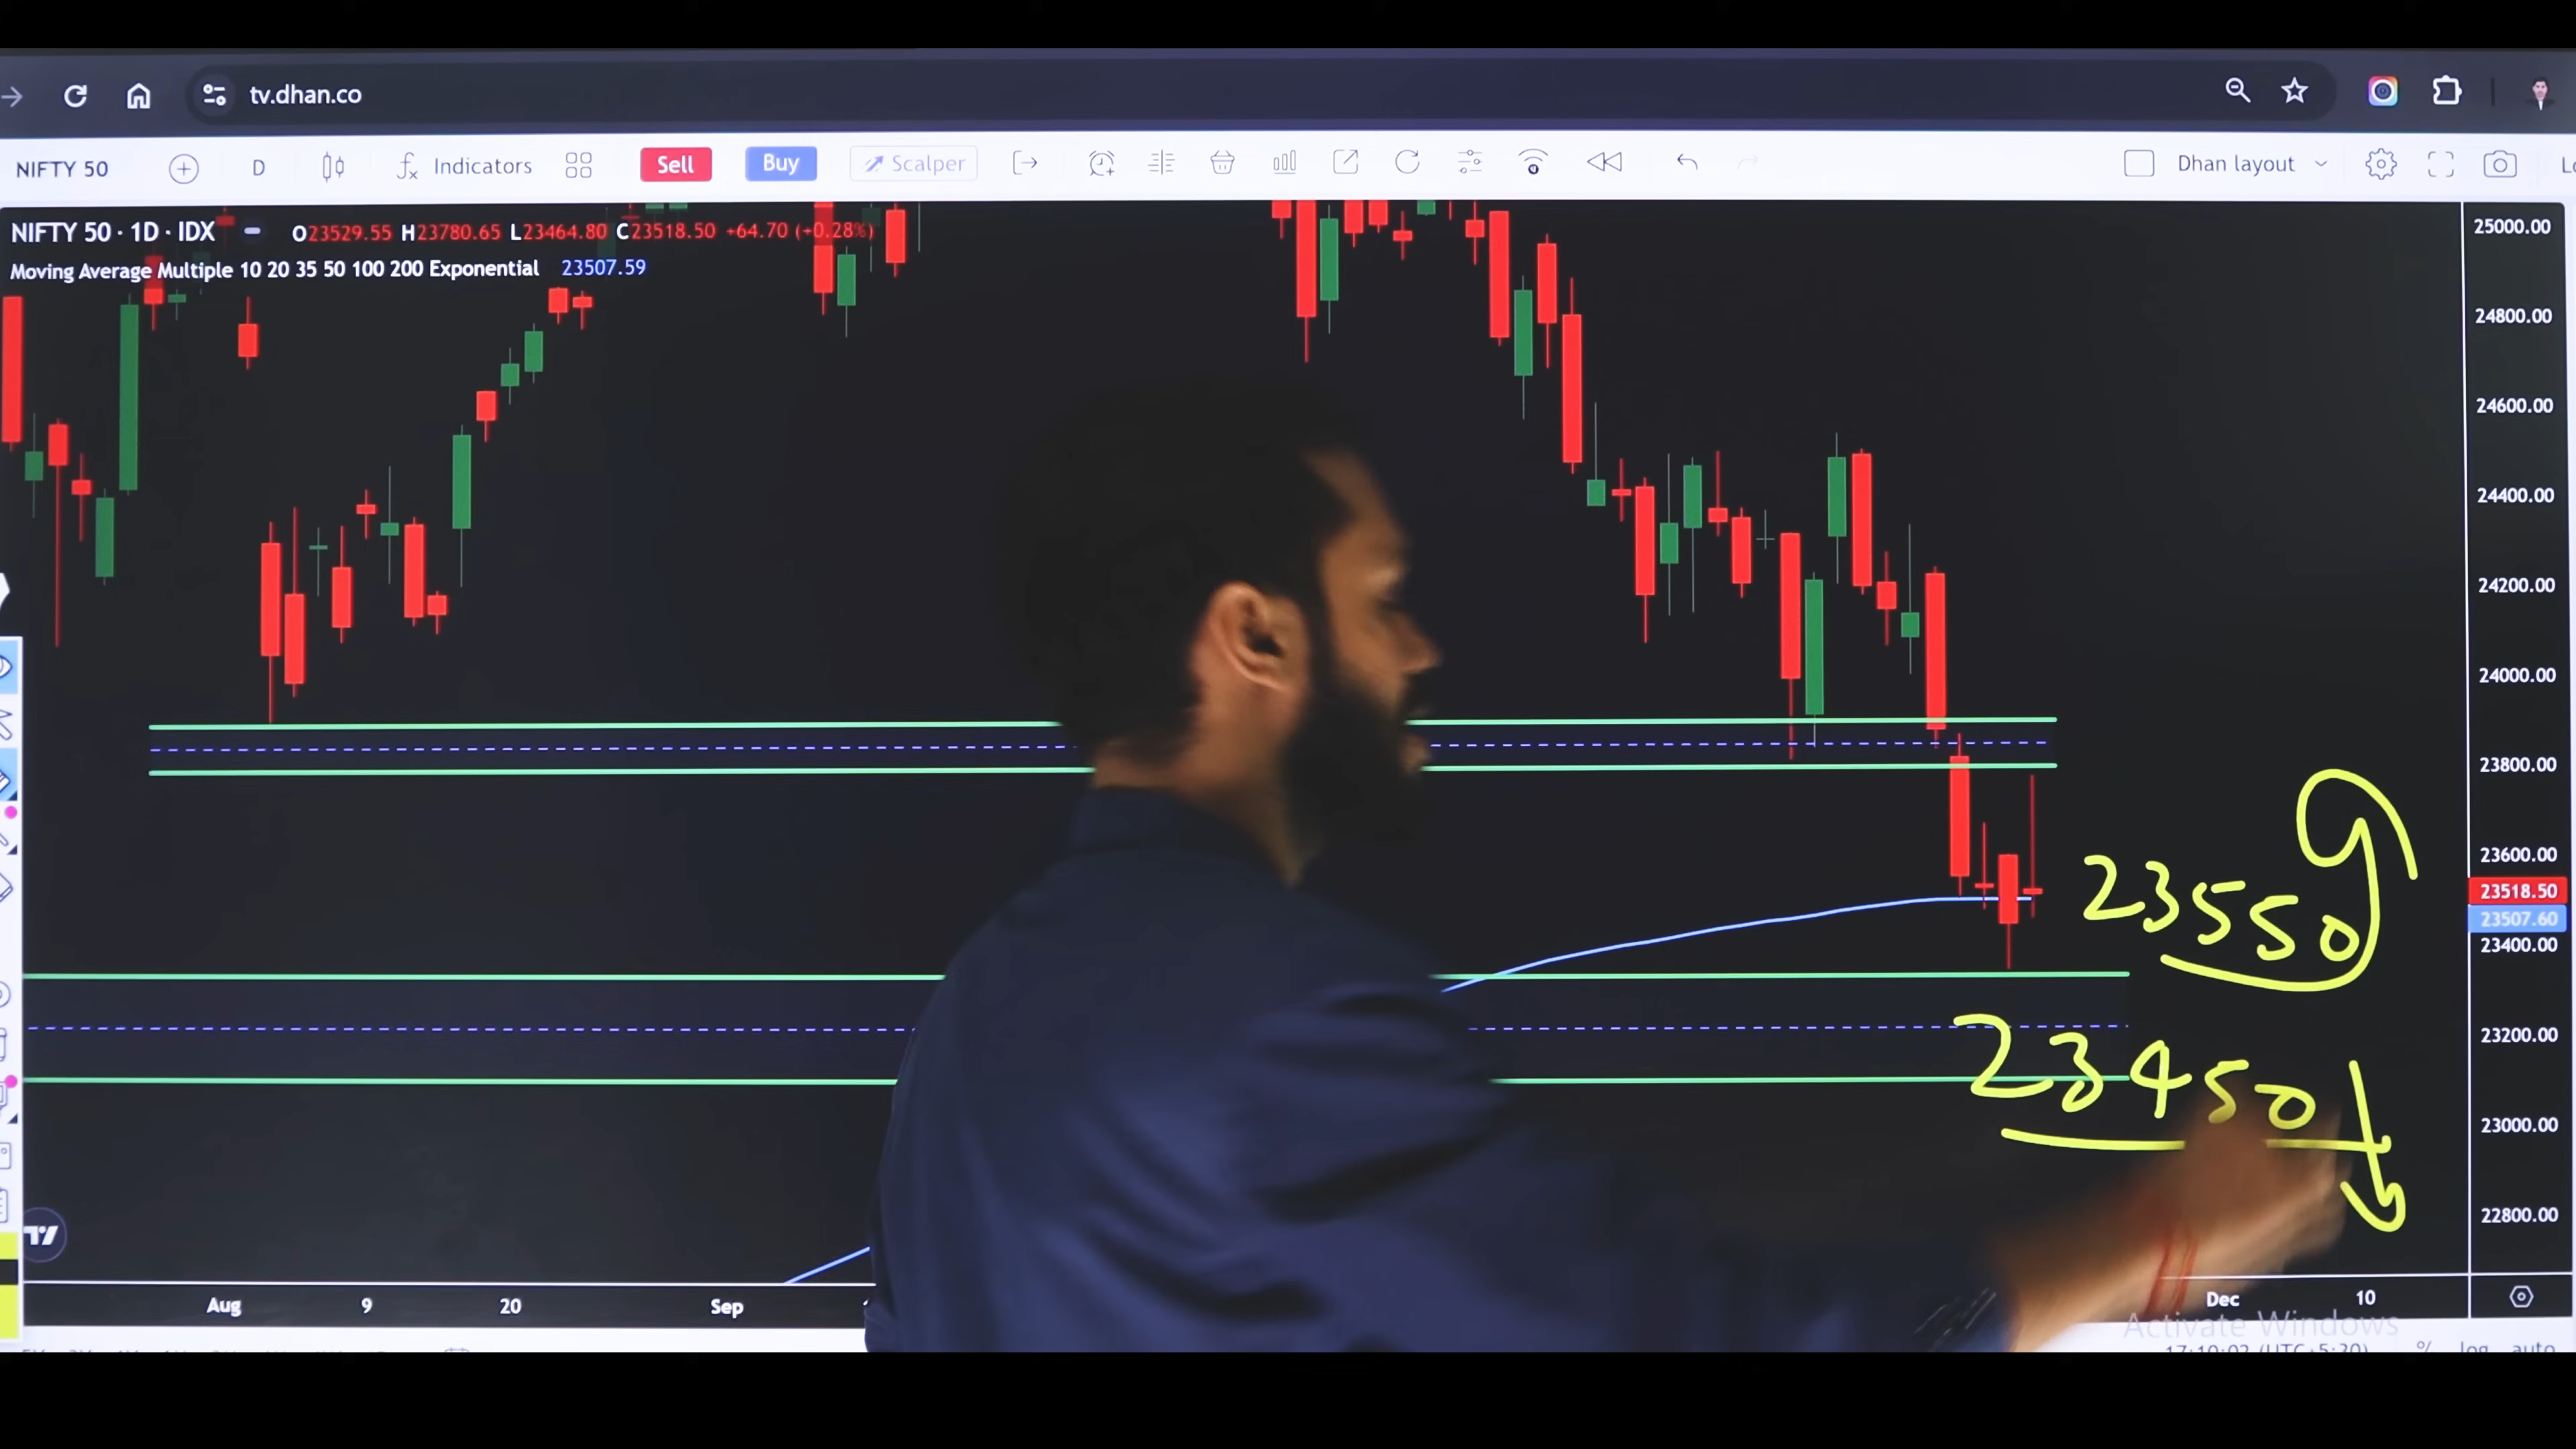 tv.dhan.co
NIFTY 50 D Indicators Sell Buy Scalper Dhan layout
NIFTY 50 · 1D · IDX O23529.55 H23780.65 L23464.80 C23518.50 +64.70 (+0.28%)
Moving Average Multiple 10 20 35 50 100 200 Exponential 23507.59
25000.00
24800.00
24600.00
24400.00
24200.00
24000.00
23800.00
23600.00
23550
23518.50
23507.60
23400.00
23200.00
23450
23000.00
22800.00
Aug 9 20 Sep Dec 10
Activate Windows
% log auto